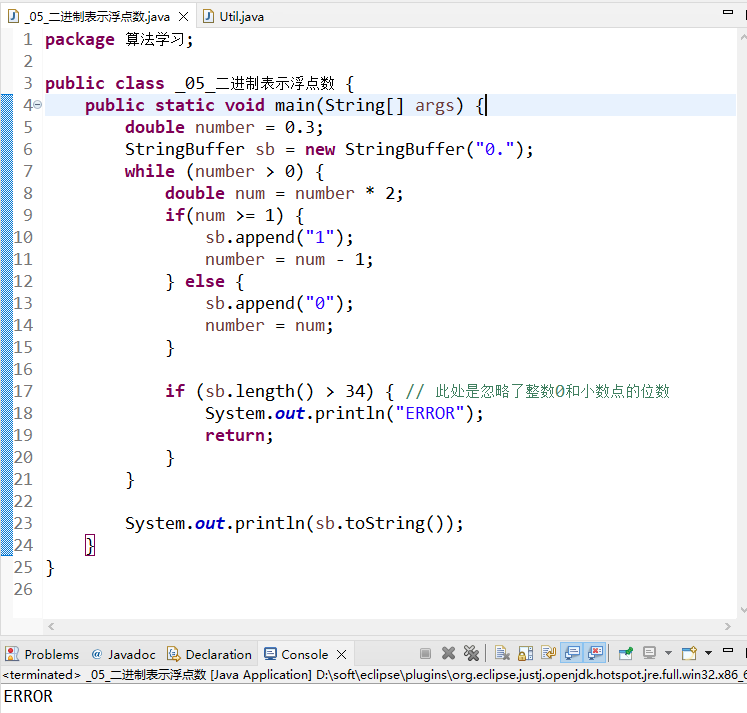 _05_二进制表示浮点数.java Util.java
1 package 算法学习;
2
3 public class _05_二进制表示浮点数 {
4 public static void main(String[] args) {
5 double number = 0.3;
6 StringBuffer sb = new StringBuffer("0.");
7 while (number > 0) {
8 double num = number * 2;
9 if(num >= 1) {
10 sb.append("1");
11 number = num - 1;
12 } else {
13 sb.append("0");
14 number = num;
15 }
16
17 if (sb.length() > 34) { // 此处是忽略了整数0和小数点的位数
18 System.out.println("ERROR");
19 return;
20 }
21 }
22
23 System.out.println(sb.toString());
24 }
25 }
26
Problems @ Javadoc Declaration Console
<terminated> _05_二进制表示浮点数 [Java Application] D:\soft\eclipse\plugins\org.eclipse.justj.openjdk.hotspot.jre.full.win32.x86_6
ERROR